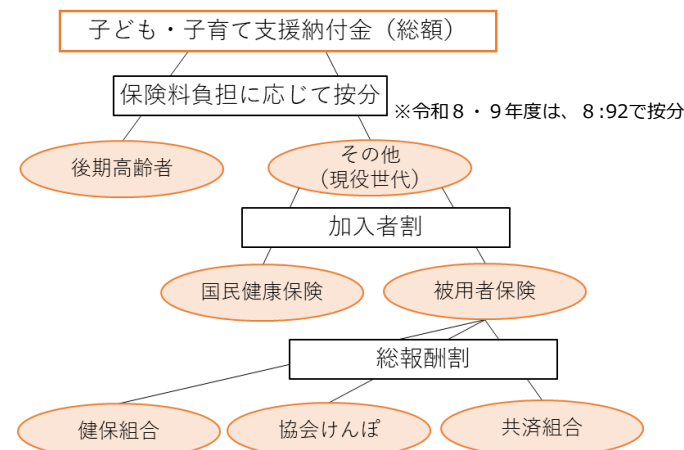 子ども・子育て支援納付金（総額）
保険料負担に応じて按分
※令和８・９年度は、８:92で按分
後期高齢者
その他
（現役世代）
加入者割
国民健康保険
被用者保険
総報酬割
健保組合
協会けんぽ
共済組合